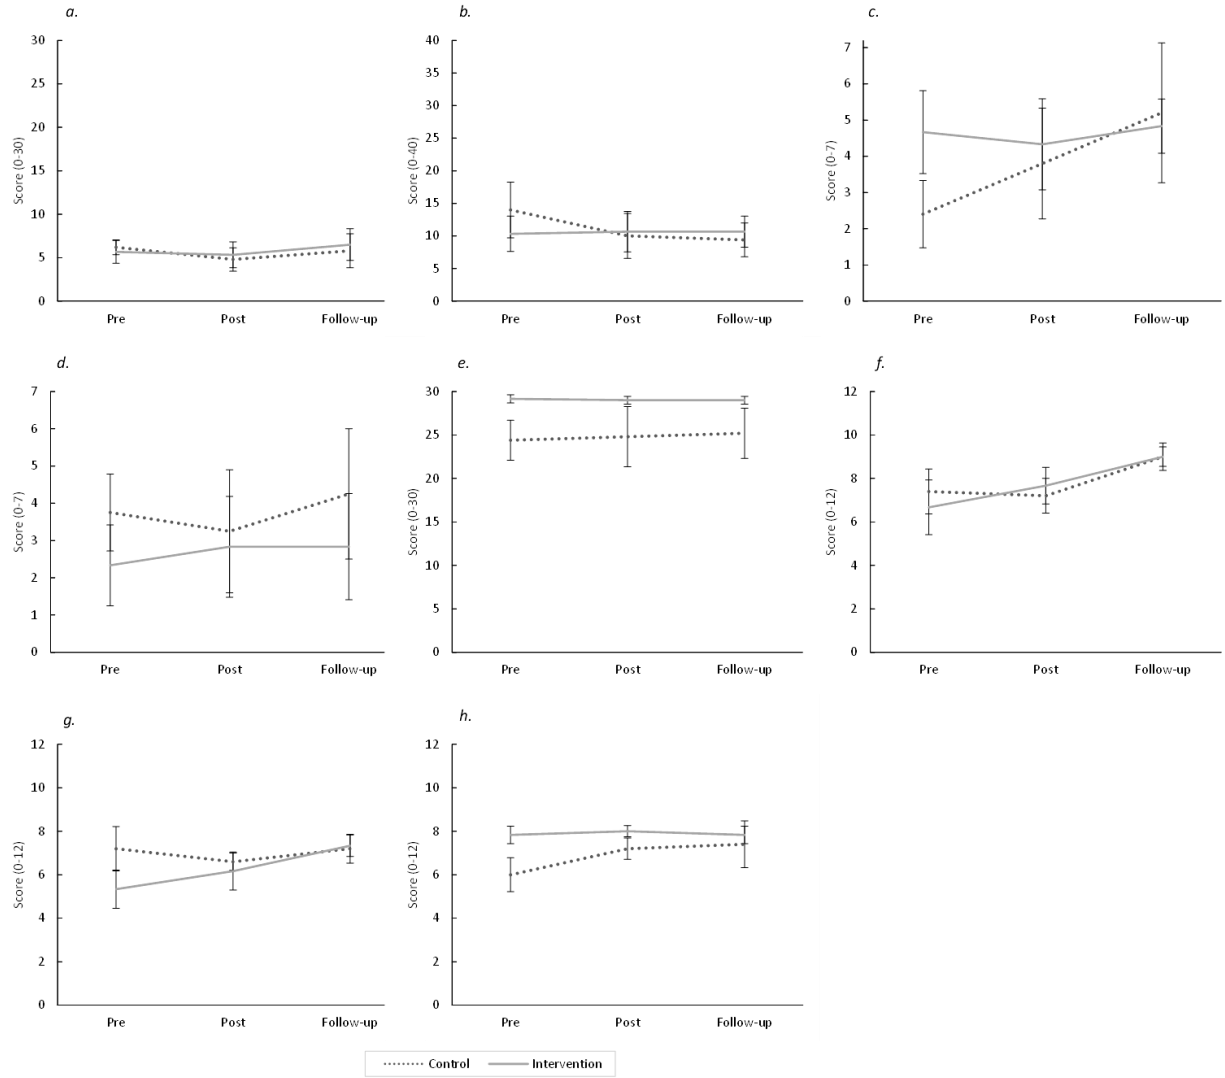 a.
30
25
20
15
10
5
0
Score (0-30)
Pre Post Follow-up
b.
40
35
30
25
20
15
10
5
0
Score (0-40)
Pre Post Follow-up
c.
7
6
5
4
3
2
1
0
Score (0-7)
Pre Post Follow-up
d.
7
6
5
4
3
2
1
0
Score (0-7)
Pre Post Follow-up
e.
30
25
20
15
10
5
0
Score (0-30)
Pre Post Follow-up
f.
12
10
8
6
4
2
0
Score (0-12)
Pre Post Follow-up
g.
12
10
8
6
4
2
0
Score (0-12)
Pre Post Follow-up
h.
12
10
8
6
4
2
0
Score (0-12)
Pre Post Follow-up
Control Intervention